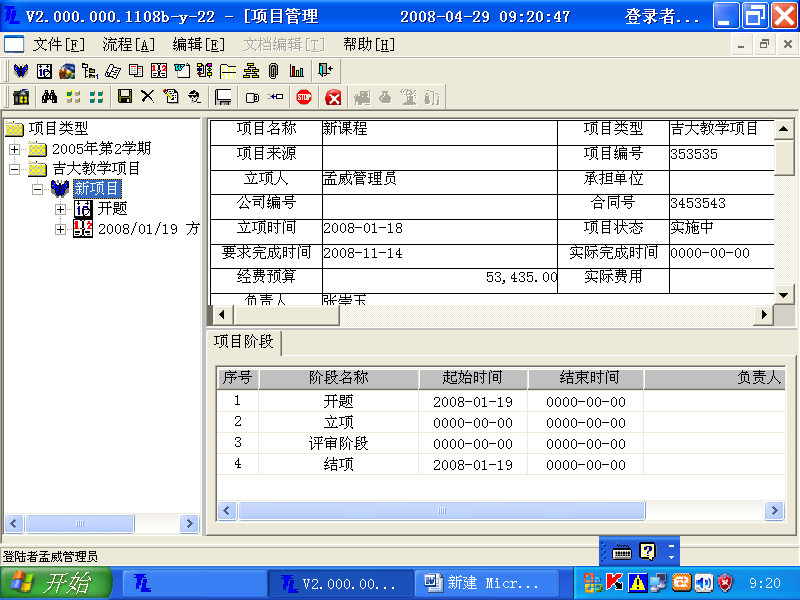 V2.000.000.1108b-y-22 - [项目管理 2008-04-29 09:20:47 登录者...
文件[F] 流程[A] 编辑[E] 文档编辑[T] 帮助[H]
STOP
项目类型
2005年第2学期
吉大教学项目
新项目
开题
2008/01/19 方
项目名称 新课程 项目类型 吉大教学项目
项目来源 项目编号 353535
立项人 孟威管理员 承担单位
公司编号 合同号 3453543
立项时间 2008-01-18 项目状态 实施中
要求完成时间 2008-11-14 实际完成时间 0000-00-00
经费预算 53,435.00 实际费用
负责人 张崇玉
项目阶段
序号 阶段名称 起始时间 结束时间 负责人
1 开题 2008-01-19 0000-00-00
2 立项 0000-00-00 0000-00-00
3 评审阶段 0000-00-00 0000-00-00
4 结项 2008-01-19 0000-00-00
登陆者孟威管理员
开始 TL TL V2.000.00... 新建 Micr... 9:20